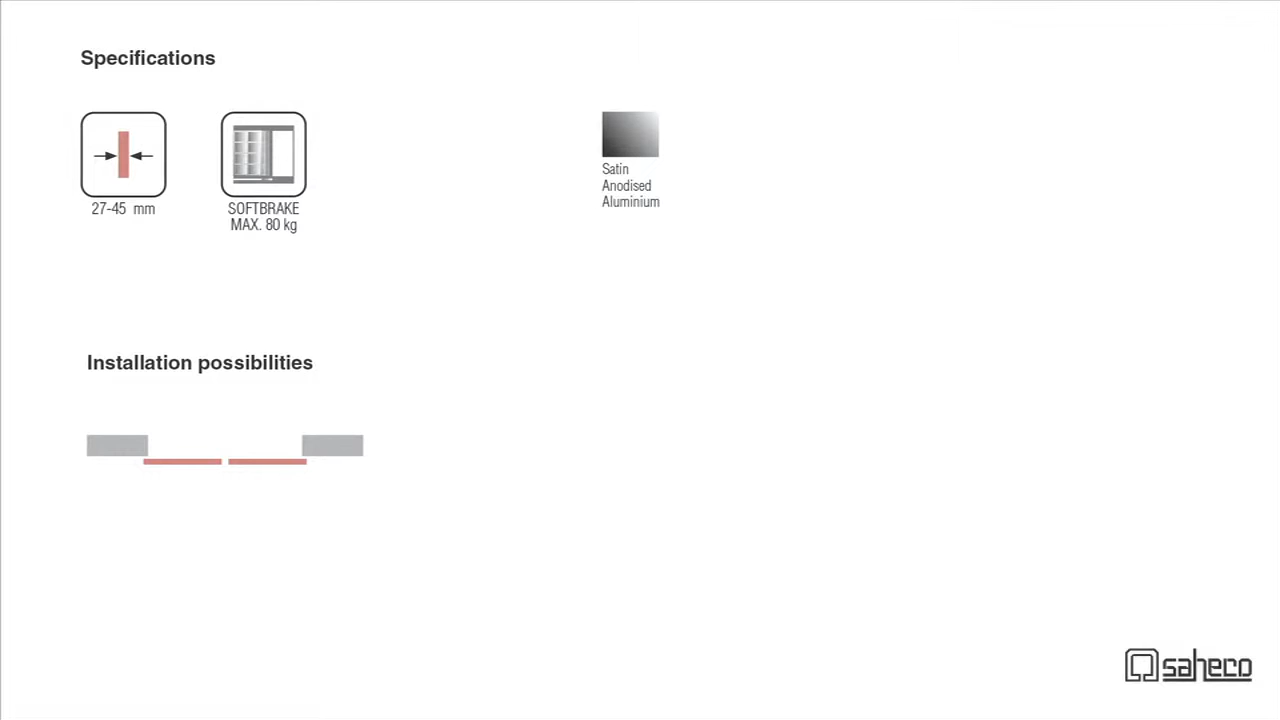 Specifications
27-45 mm
SOFTBRAKE
MAX. 80 kg
Satin
Anodised
Aluminium
Installation possibilities
saheco